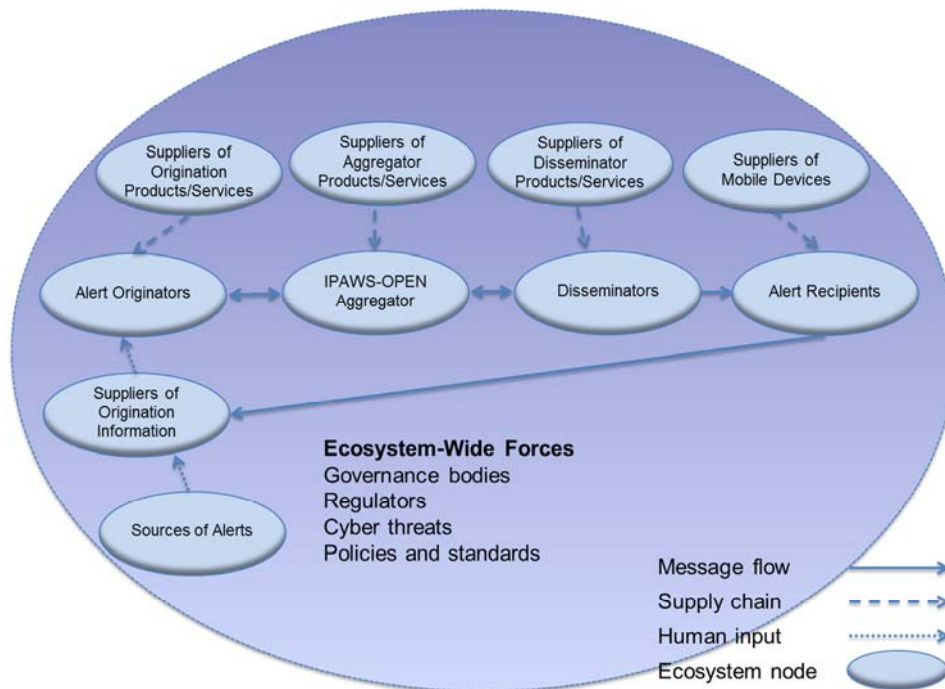 Suppliers of
Origination
Products/Services
Suppliers of
Aggregator
Products/Services
Suppliers of
Disseminator
Products/Services
Suppliers of
Mobile Devices
Alert Originators
IPAWS-OPEN
Aggregator
Disseminators
Alert Recipients
Suppliers of
Origination
Information
Sources of Alerts
Ecosystem-Wide Forces
Governance bodies
Regulators
Cyber threats
Policies and standards
Message flow
Supply chain
Human input
Ecosystem node